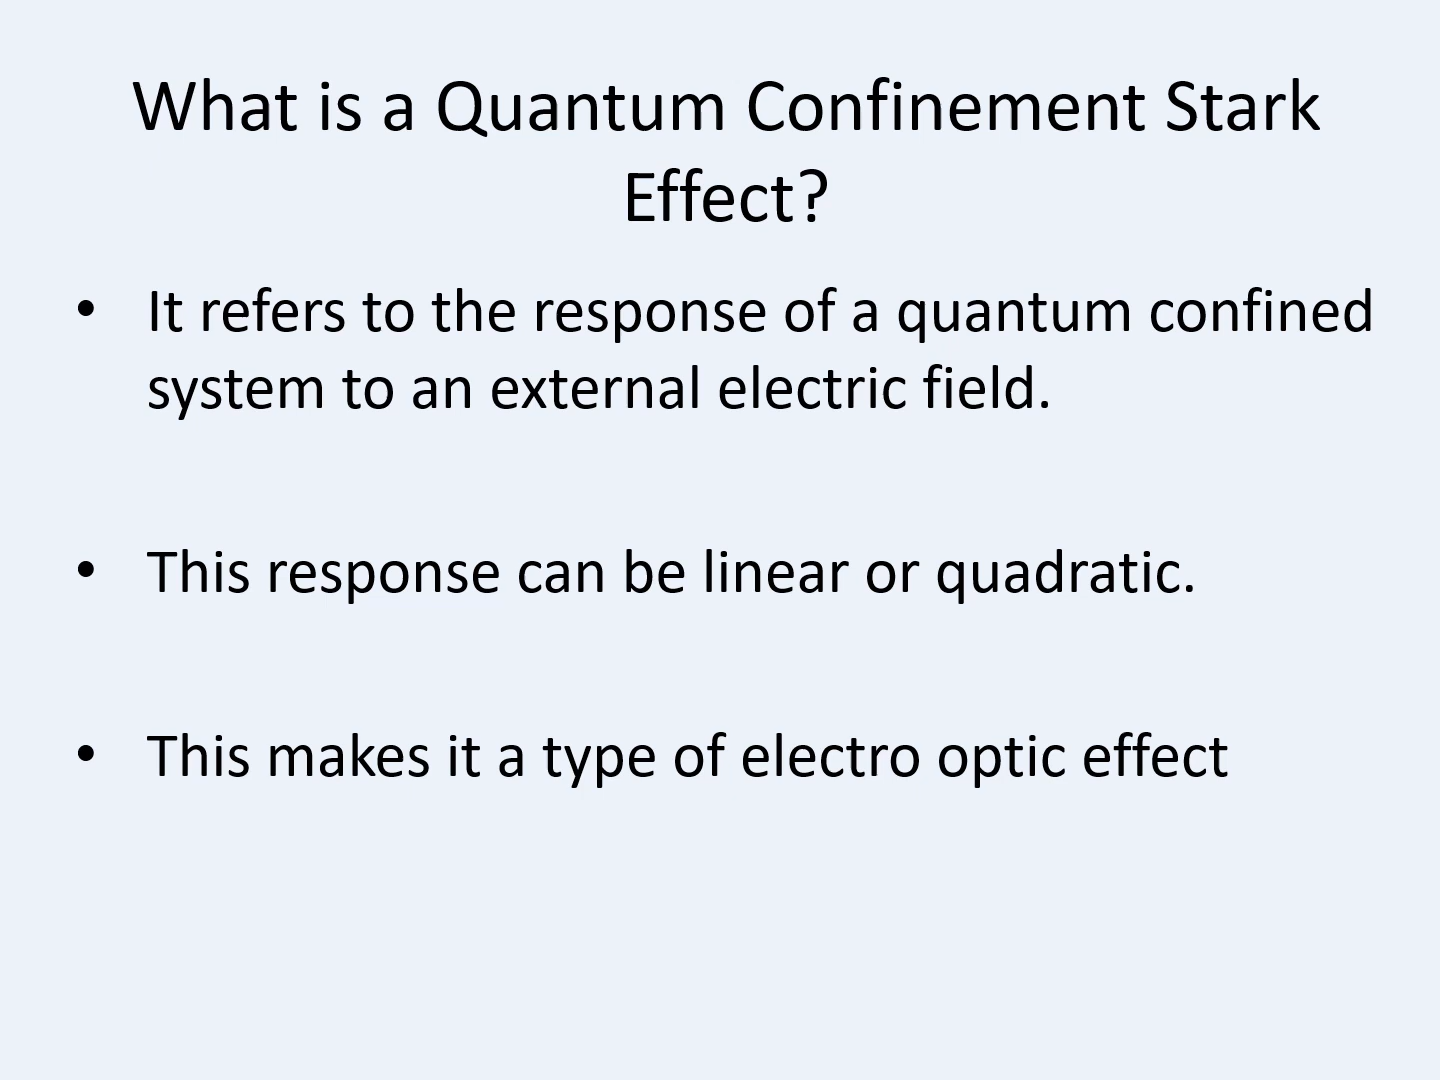 What is a Quantum Confinement Stark
Effect?
• It refers to the response of a quantum confined
system to an external electric field.
• This response can be linear or quadratic.
• This makes it a type of electro optic effect